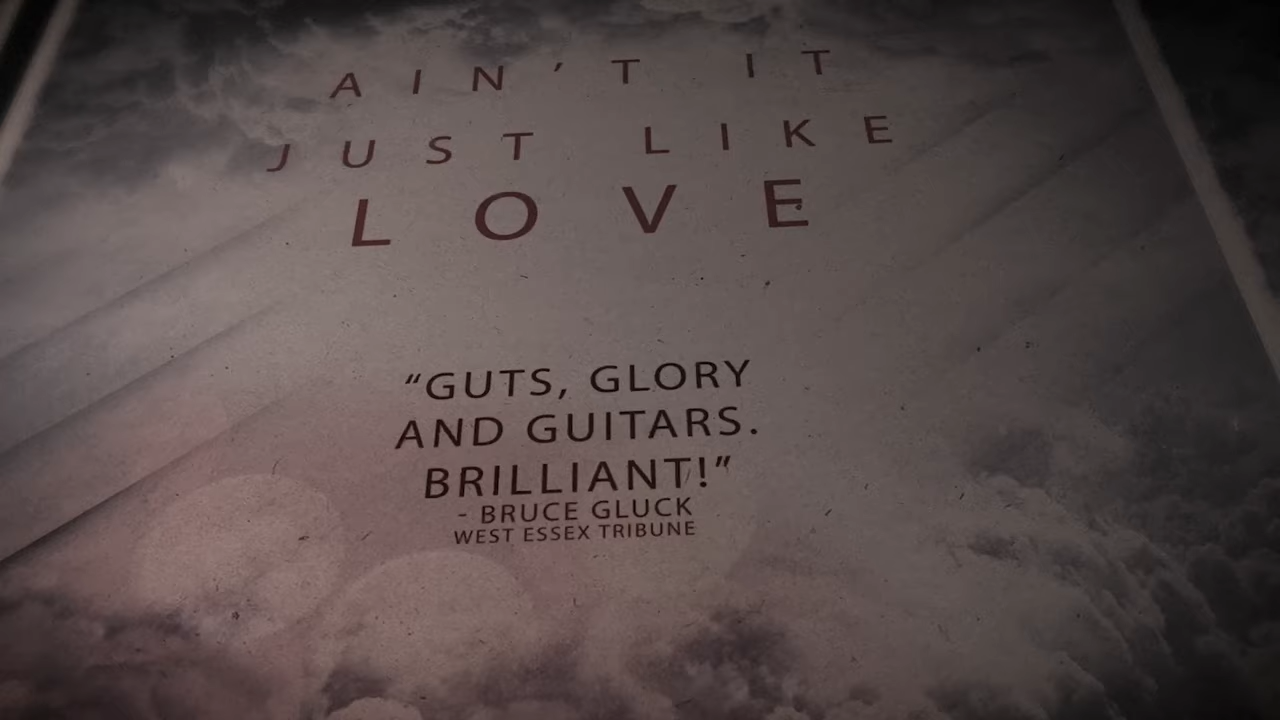 AIN'T IT
JUST LIKE
LOVE
“GUTS, GLORY
AND GUITARS.
BRILLIANT!”
- BRUCE GLUCK
WEST ESSEX TRIBUNE